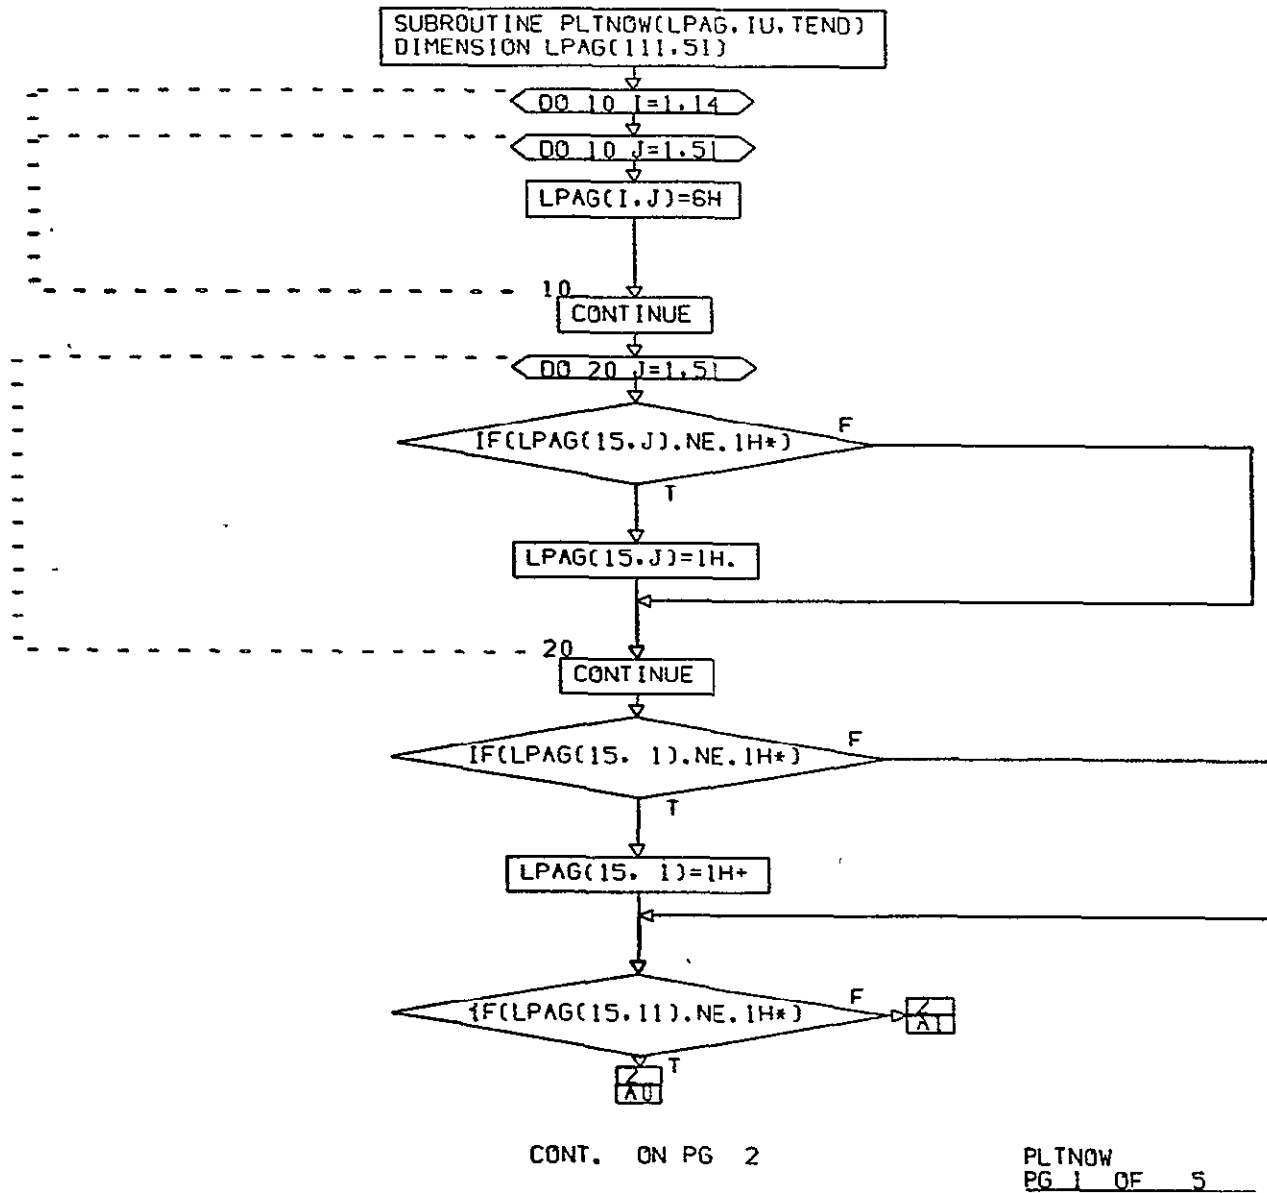 SUBROUTINE PLTNOW(LPAG,IU,TEND)
DIMENSION LPAG(111,51)
DO 10 I=1,14
DO 10 J=1,51
LPAG(I,J)=6H
10
CONTINUE
DO 20 J=1,51
IF(LPAG(15,J).NE.1H*)
F
T
LPAG(15,J)=1H.
20
CONTINUE
IF(LPAG(15, 1).NE.1H*)
F
T
LPAG(15, 1)=1H+
IF(LPAG(15,11).NE.1H*)
F
2
A1
T
2
A0
CONT. ON PG 2
PLTNOW
PG 1 OF 5